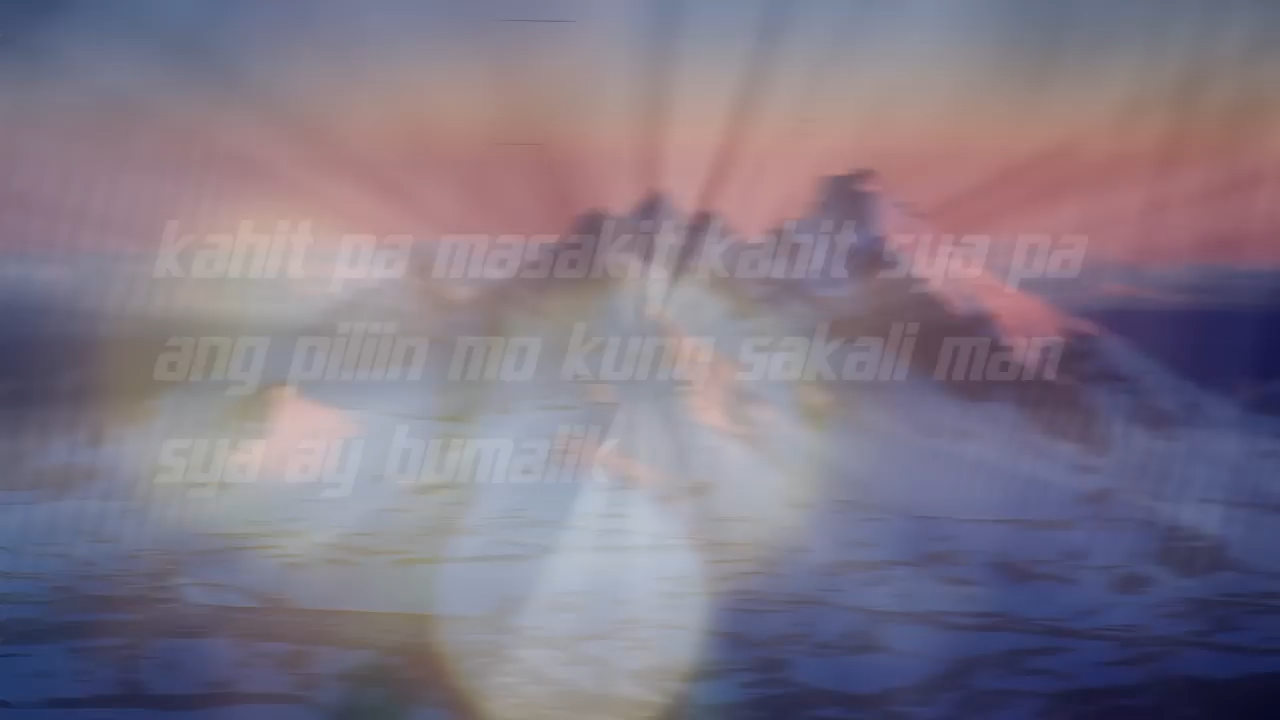 kahit pa masakit kahit sya pa
ang piliin mo kung sakali man
sya ay bumalik